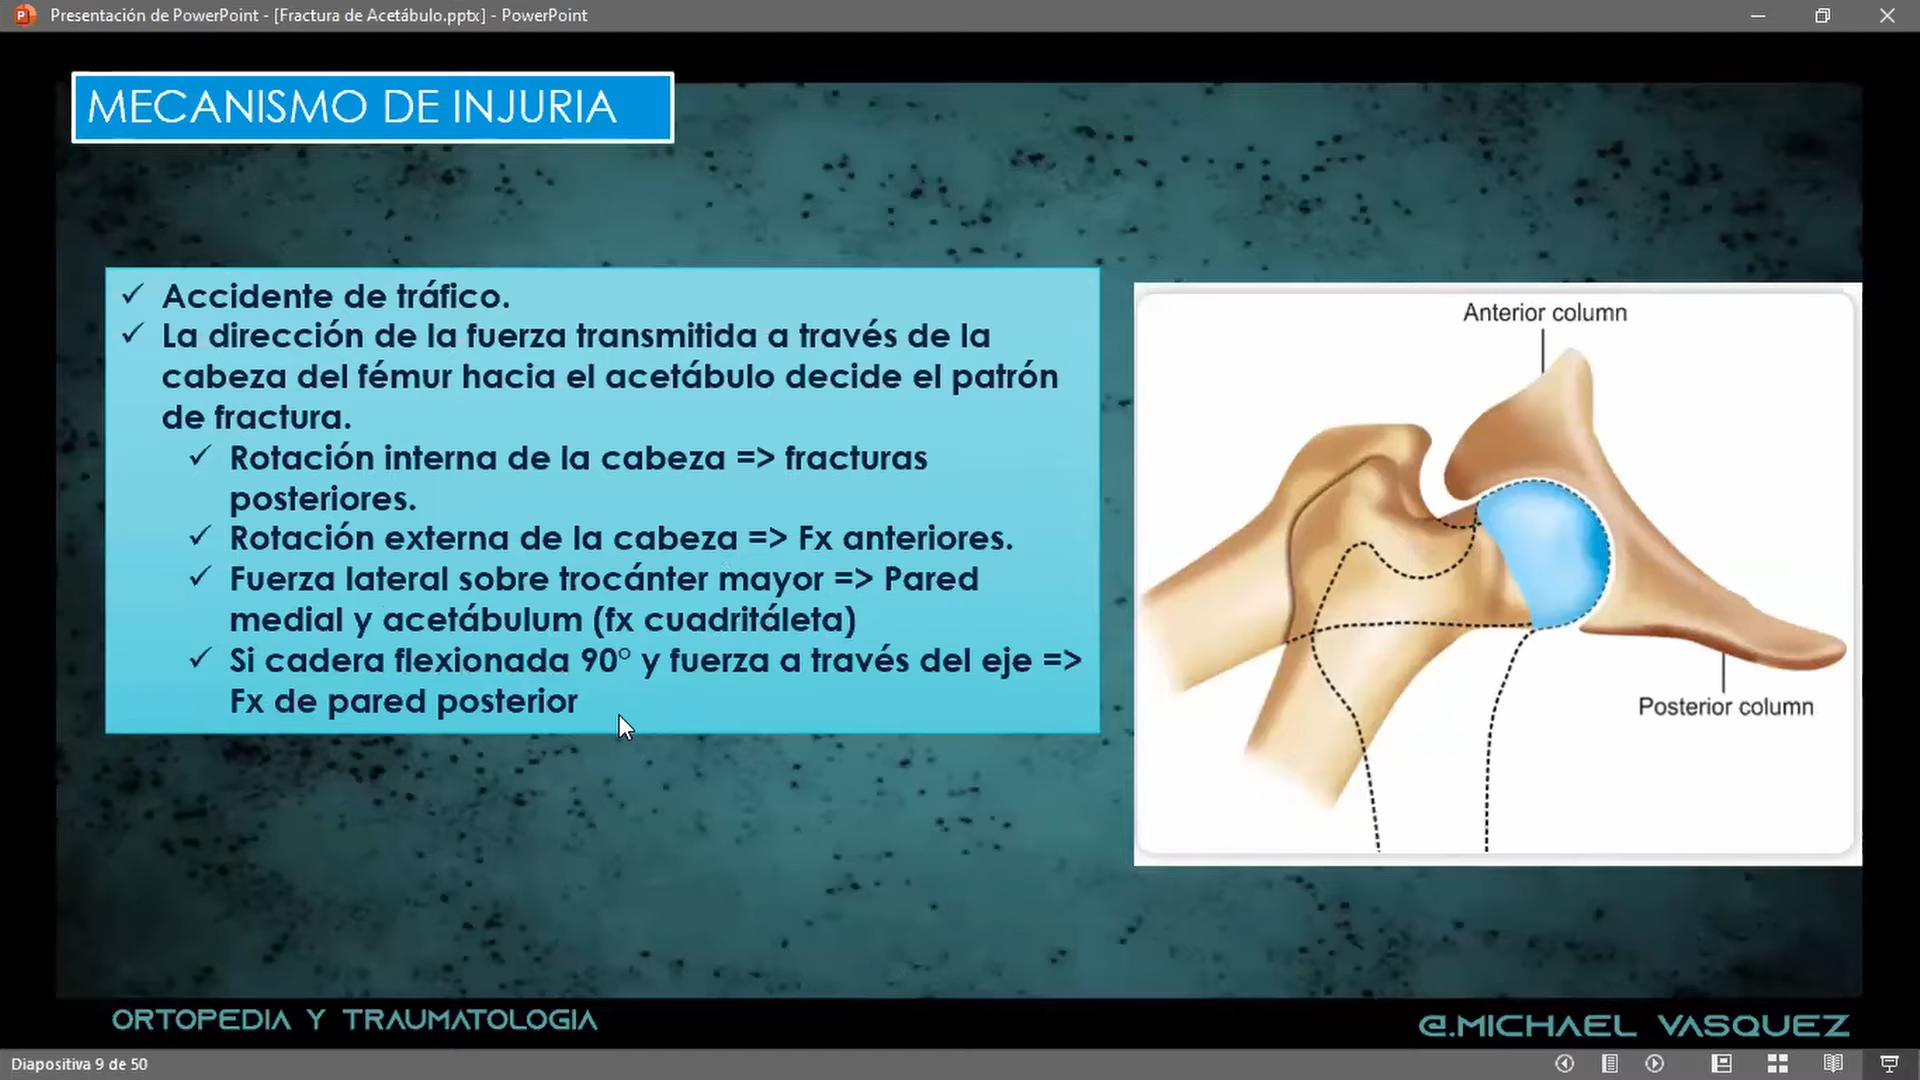 Presentación de PowerPoint - [Fractura de Acetábulo.pptx] - PowerPoint
MECANISMO DE INJURIA
✓ Accidente de tráfico.
✓ La dirección de la fuerza transmitida a través de la
cabeza del fémur hacia el acetábulo decide el patrón
de fractura.
✓ Rotación interna de la cabeza => fracturas
posteriores.
✓ Rotación externa de la cabeza => Fx anteriores.
✓ Fuerza lateral sobre trocánter mayor => Pared
medial y acetábulum (fx cuadritáleta)
✓ Si cadera flexionada 90° y fuerza a través del eje =>
Fx de pared posterior
Anterior column
Posterior column
ORTOPEDIA Y TRAUMATOLOGIA
@.MICHAEL VASQUEZ
Diapositiva 9 de 50